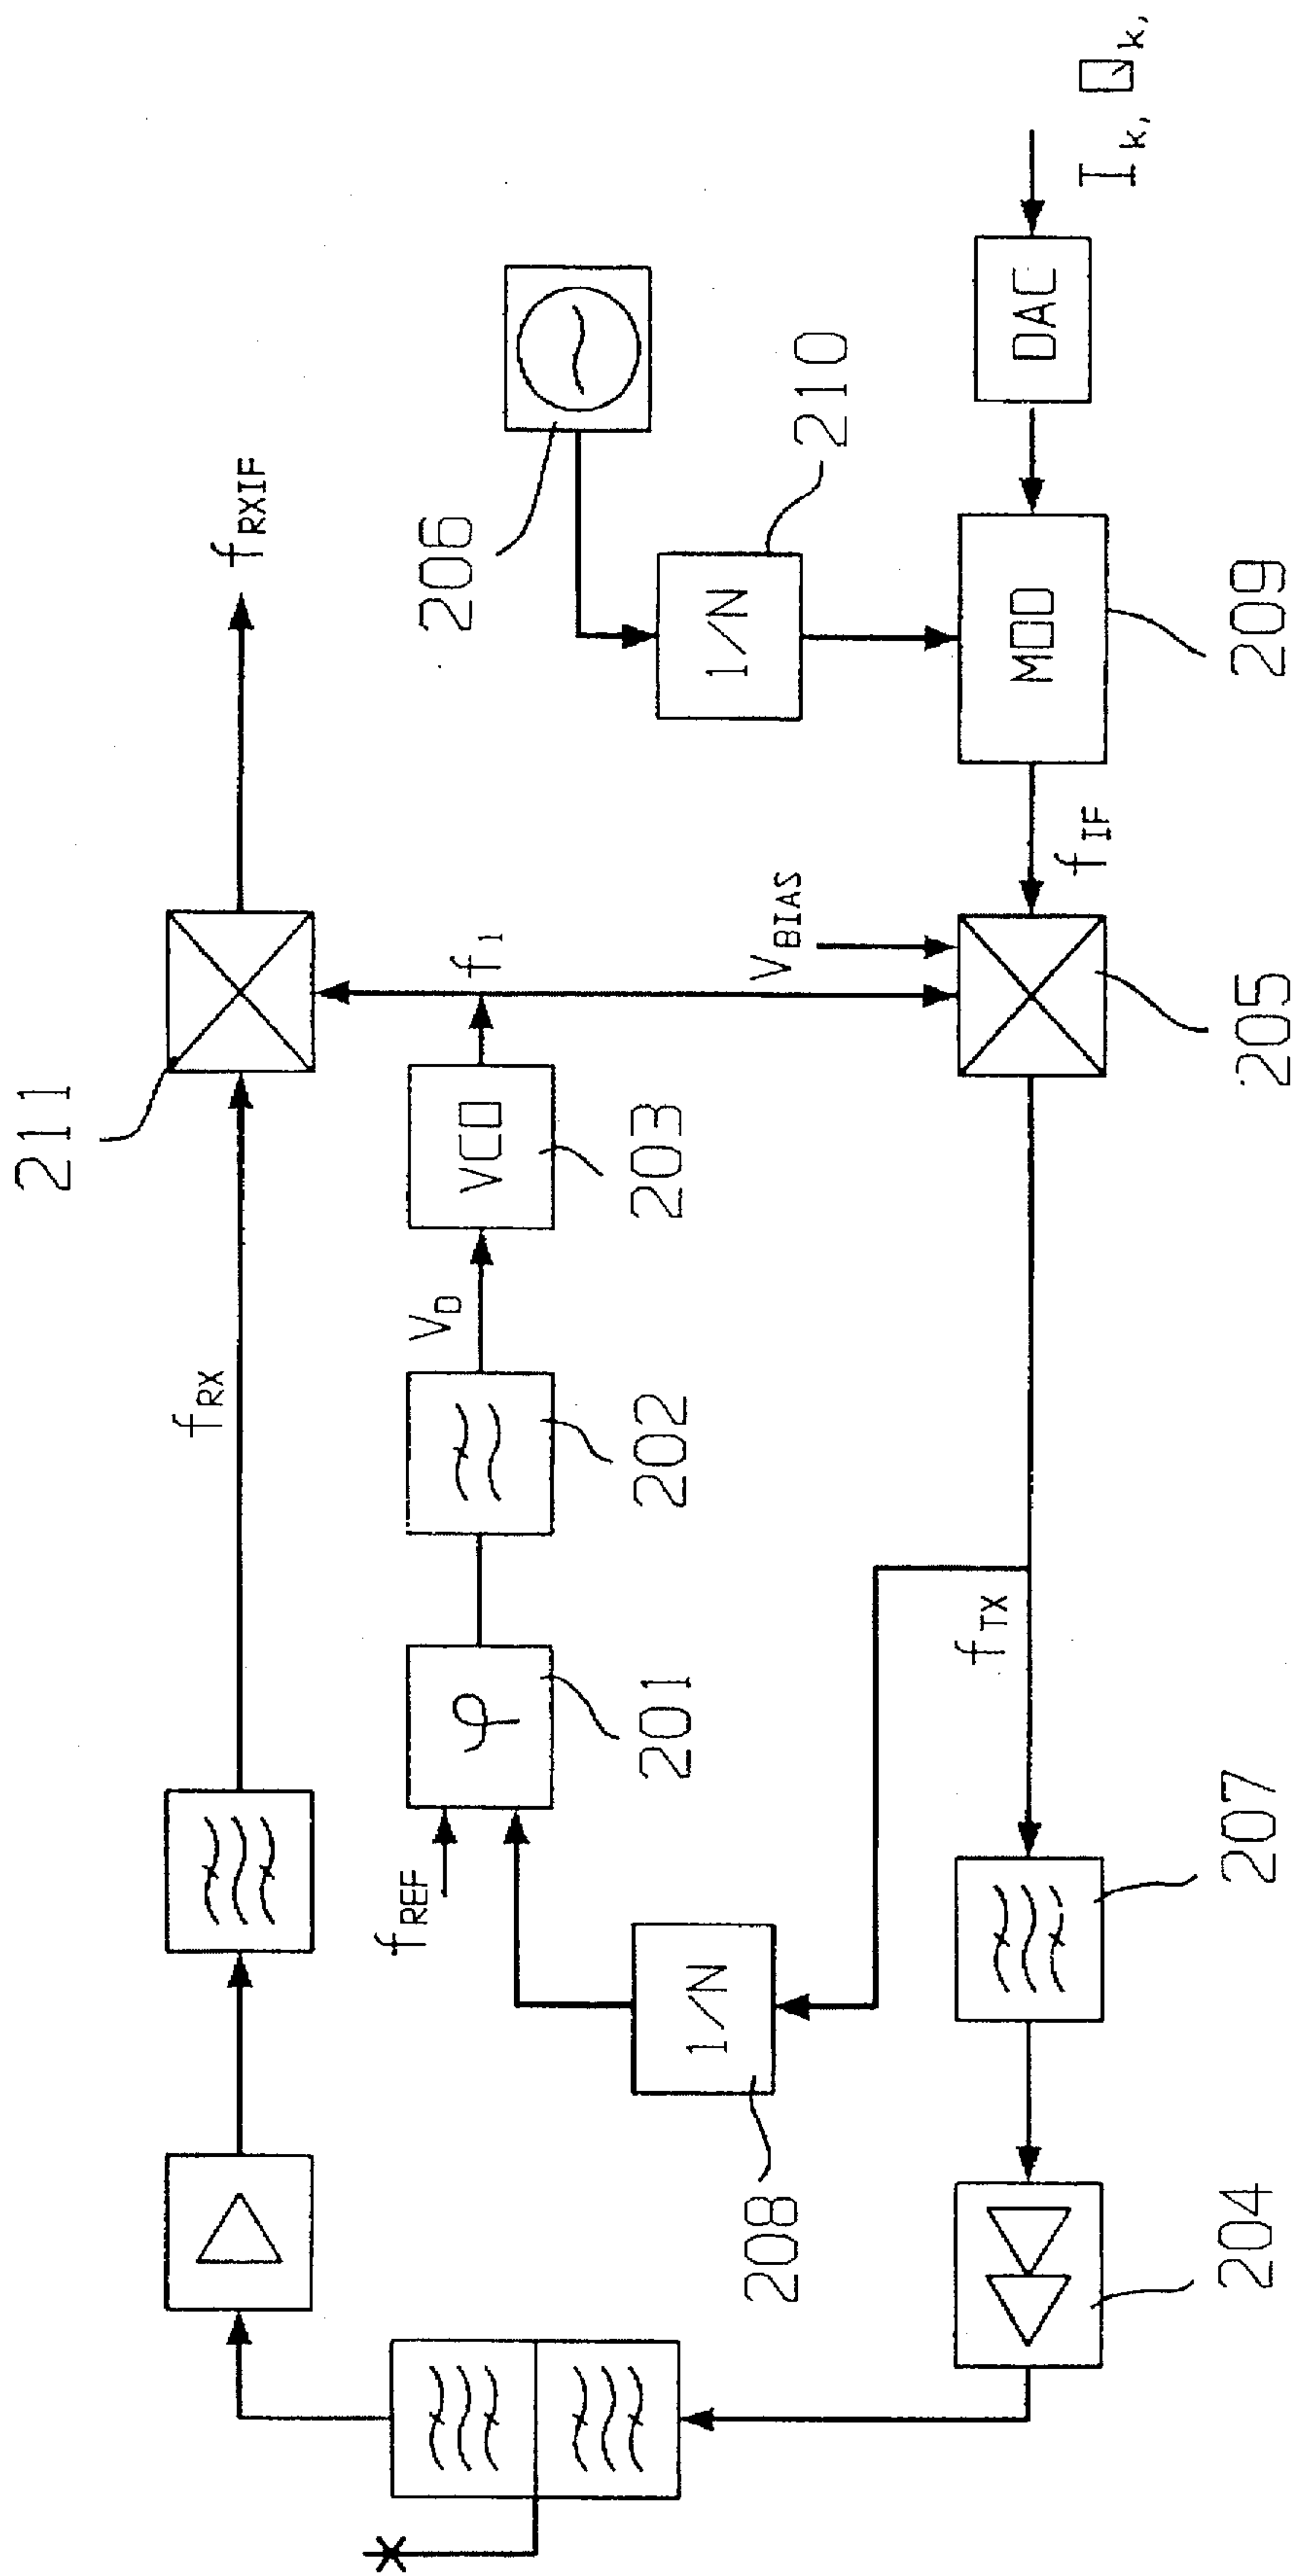 211
f_RX
f_RXIF
f_REF
V_D
f_1
206
φ
VCO
201
202
203
1/N
1/N
208
V_BIAS
210
f_TX
MOD
DAC
f_IF
I_k, Q_k,
204
207
205
209